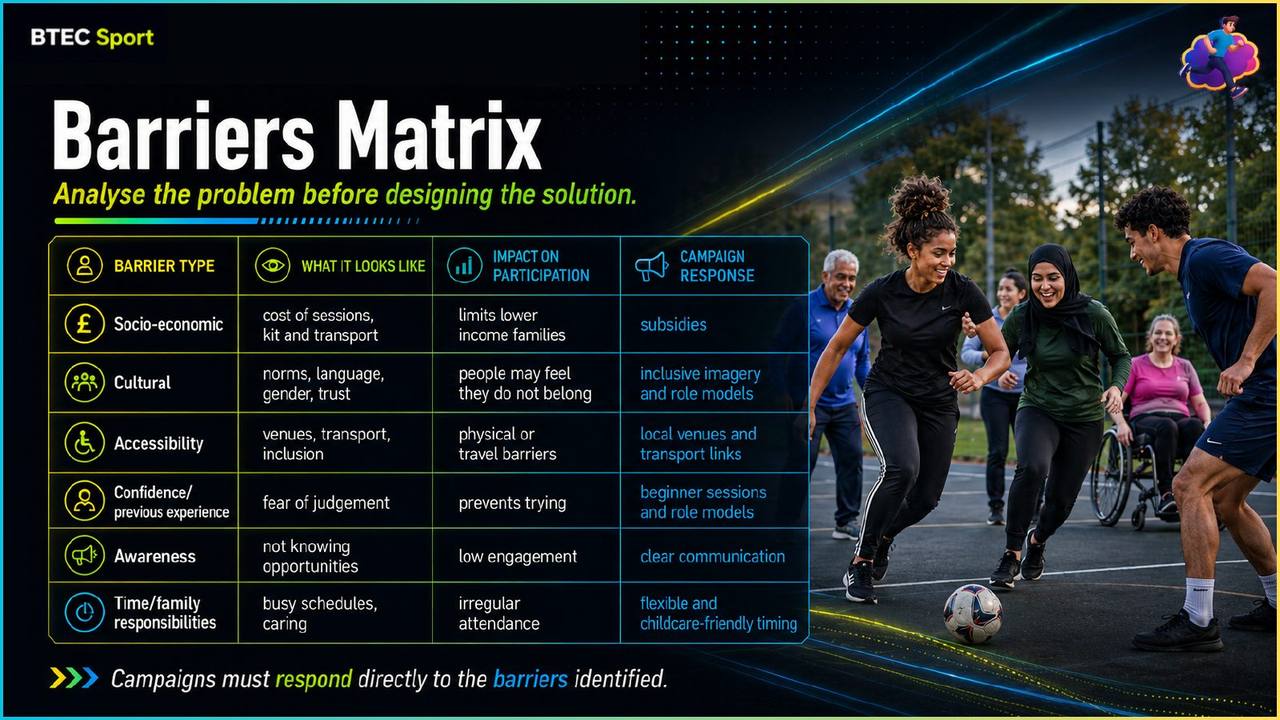 BTEC Sport
Barriers Matrix
Analyse the problem before designing the solution.
BARRIER TYPE
WHAT IT LOOKS LIKE
IMPACT ON
PARTICIPATION
CAMPAIGN
RESPONSE
£
Socio-economic
cost of sessions,
kit and transport
limits lower
income families
subsidies
Cultural
norms, language,
gender, trust
people may feel
they do not belong
inclusive imagery
and role models
Accessibility
venues, transport,
inclusion
physical or
travel barriers
local venues and
transport links
Confidence/
previous experience
fear of judgement
prevents trying
beginner sessions
and role models
Awareness
not knowing
opportunities
low engagement
clear communication
Time/family
responsibilities
busy schedules,
caring
irregular
attendance
flexible and
childcare-friendly timing
Campaigns must respond directly to the barriers identified.